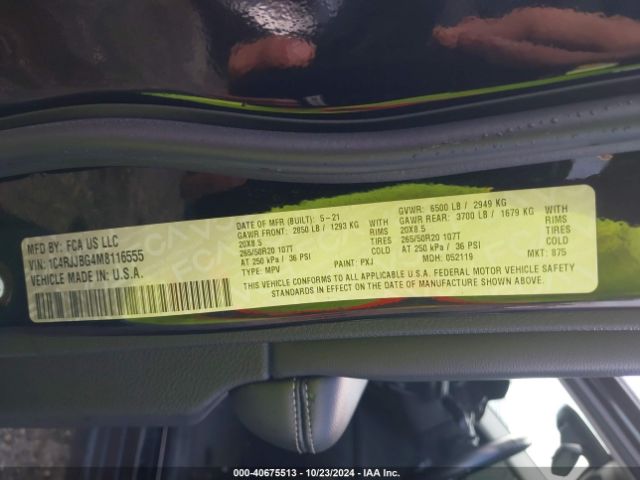 MFD BY: FCA US LLC
VIN: 1C4RJJBG4M8116555
VEHICLE MADE IN U.S.A.
DATE OF MFR (BUILT): 5-21
GAWR FRONT: 2850 LB / 1293 KG WITH
20X8.5 RIMS
265/50R20 107T TIRES
AT 250 kPa / 36 PSI COLD
TYPE: MPV PAINT: PXJ
GVWR: 6500 LB / 2949 KG
GAWR REAR: 3700 LB / 1679 KG WITH
20X8.5 RIMS
265/50R20 107T TIRES
AT 250 kPa / 36 PSI COLD
MDH: 052119 MKT: 875
THIS VEHICLE CONFORMS TO ALL APPLICABLE U.S.A. FEDERAL MOTOR VEHICLE SAFETY
STANDARDS IN EFFECT ON THE DATE OF MANUFACTURE SHOWN ABOVE.
000-40675513 - 10/23/2024 - IAA Inc.